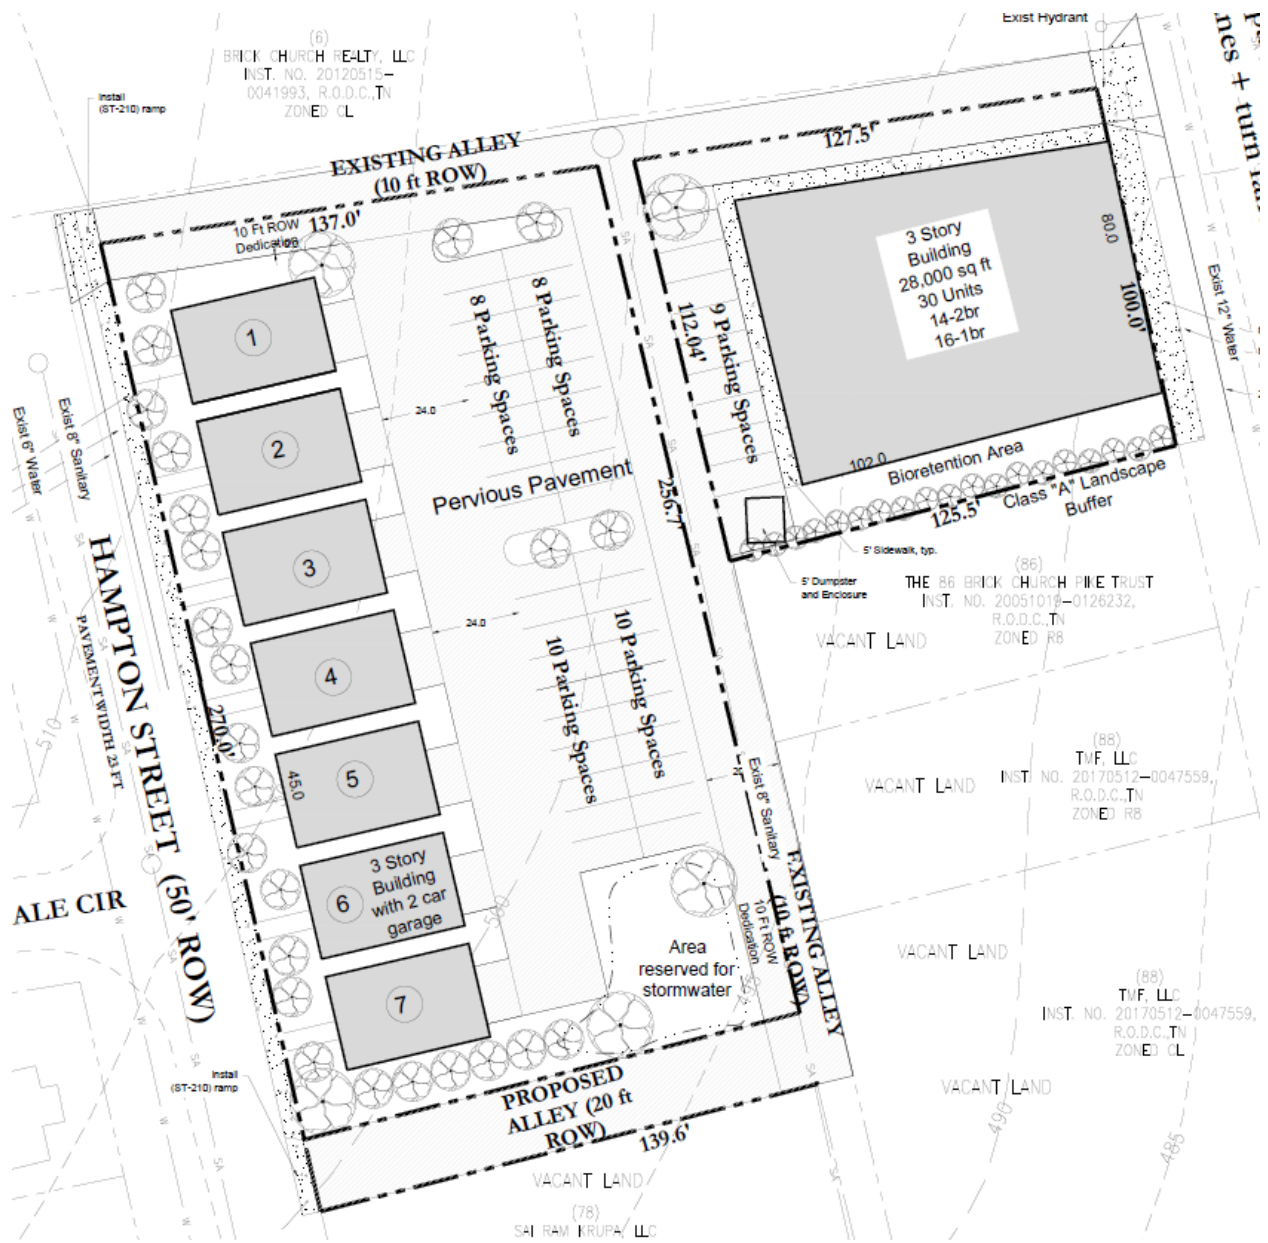 Exist Hydrant
nes + turn la
(6)
BRICK CHURCH REALTY, LLC
INST. NO. 20120515-
0041993, R.O.D.C.,TN
ZONED CL
Install
(ST-210) ramp
EXISTING ALLEY
(10 ft ROW)
137.0'
10 Ft ROW
Dedication
127.5'
3 Story
Building
28,000 sq ft
30 Units
14-2br
16-1br
80.0
100.0'
Exist 12" Water
W
W
W
SA
1
2
3
4
5
45.0
6
3 Story
Building
with 2 car
garage
7
8 Parking Spaces
8 Parking Spaces
24.0
Pervious Pavement
24.0
10 Parking Spaces
10 Parking Spaces
256.7'
112.04'
9 Parking Spaces
102.0
Bioretention Area
Class "A" Landscape
Buffer
125.5'
5' Sidewalk, typ.
5' Dumpster
and Enclosure
(86)
THE 86 BRICK CHURCH PIKE TRUST
INST. NO. 20051019-0126232,
R.O.D.C.,TN
ZONED R8
VACANT LAND
(88)
TMF, LLC
INST. NO. 20170512-0047559,
R.O.D.C.,TN
ZONED R8
VACANT LAND
VACANT LAND
(88)
TMF, LLC
INST. NO. 20170512-0047559,
R.O.D.C.,TN
ZONED CL
VACANT LAND
490
485
Exist 6" Water
Exist 8" Sanitary
HAMPTON STREET (50' ROW)
PAVEMENT WIDTH 23 FT
510
270.0'
ALE CIR
500
Exist 8" Sanitary
10 Ft ROW
Dedication
EXISTING ALLEY
(10 ft ROW)
Area
reserved for
stormwater
Install
(ST-210) ramp
PROPOSED
ALLEY (20 ft
ROW)
139.6'
VACANT LAND
(78)
SAI RAM KRUPA, LLC